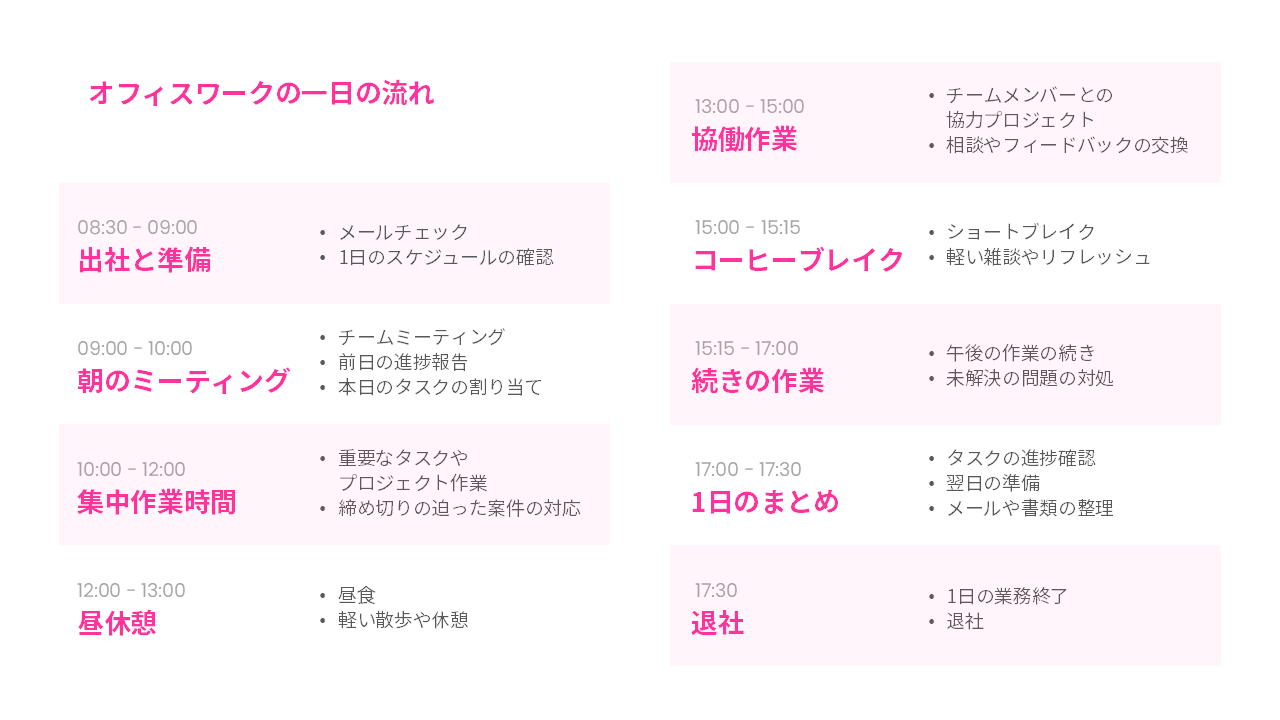 オフィスワークの一日の流れ
08:30 - 09:00
出社と準備
• メールチェック
• 1日のスケジュールの確認
09:00 - 10:00
朝のミーティング
• チームミーティング
• 前日の進捗報告
• 本日のタスクの割り当て
10:00 - 12:00
集中作業時間
• 重要なタスクや
プロジェクト作業
• 締め切りの迫った案件の対応
12:00 - 13:00
昼休憩
• 昼食
• 軽い散歩や休憩
13:00 - 15:00
協働作業
• チームメンバーとの
協力プロジェクト
• 相談やフィードバックの交換
15:00 - 15:15
コーヒーブレイク
• ショートブレイク
• 軽い雑談やリフレッシュ
15:15 - 17:00
続きの作業
• 午後の作業の続き
• 未解決の問題の対処
17:00 - 17:30
1日のまとめ
• タスクの進捗確認
• 翌日の準備
• メールや書類の整理
17:30
退社
• 1日の業務終了
• 退社